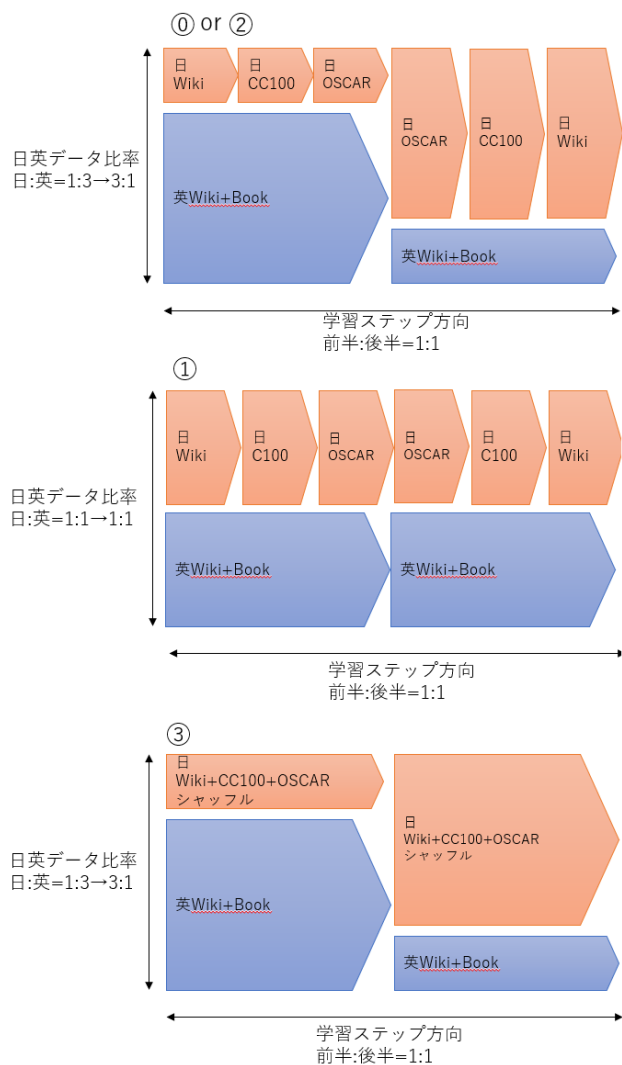 ⓪ or ②
日
Wiki
日
CC100
日
OSCAR
日
OSCAR
日
CC100
日
Wiki
日英データ比率
日:英=1:3→3:1
英Wiki+Book
英Wiki+Book
学習ステップ方向
前半:後半=1:1
①
日
Wiki
日
C100
日
OSCAR
日
OSCAR
日
C100
日
Wiki
日英データ比率
日:英=1:1→1:1
英Wiki+Book
英Wiki+Book
学習ステップ方向
前半:後半=1:1
③
日
Wiki+CC100+OSCAR
シャッフル
日
Wiki+CC100+OSCAR
シャッフル
日英データ比率
日:英=1:3→3:1
英Wiki+Book
英Wiki+Book
学習ステップ方向
前半:後半=1:1